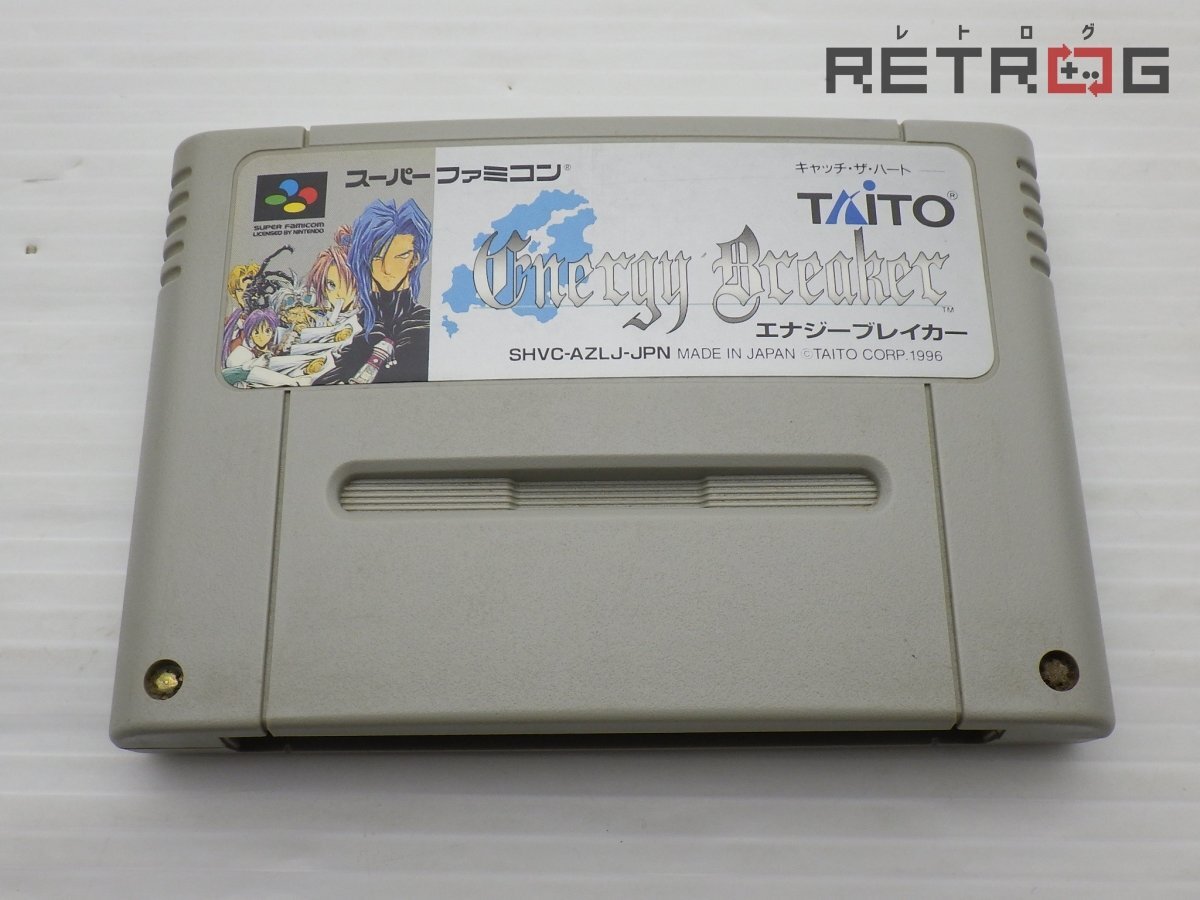 レトログ
RETROG
スーパーファミコン®
SUPER FAMICOM
LICENSED BY NINTENDO
キャッチ・ザ・ハート
TAITO®
Energy Breaker™
エナジーブレイカー
SHVC-AZLJ-JPN MADE IN JAPAN ©TAITO CORP.1996